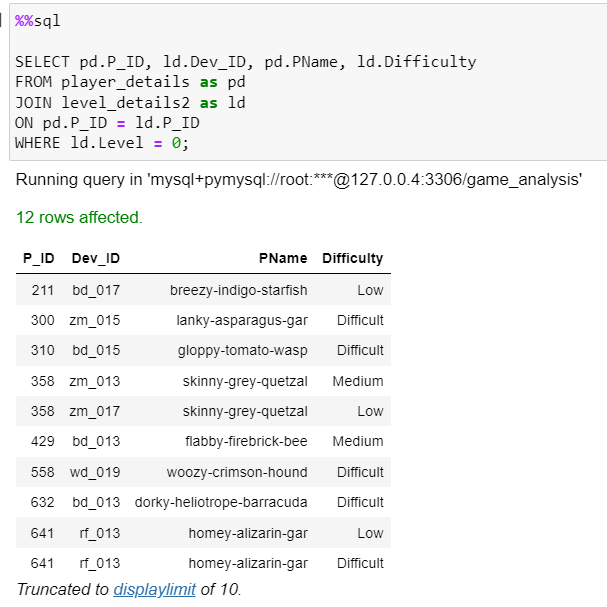 %%sql
SELECT pd.P_ID, ld.Dev_ID, pd.PName, ld.Difficulty
FROM player_details as pd
JOIN level_details2 as ld
ON pd.P_ID = ld.P_ID
WHERE ld.Level = 0;
Running query in 'mysql+pymysql://root:***@127.0.0.4:3306/game_analysis'
12 rows affected.
P_ID Dev_ID PName Difficulty
211 bd_017 breezy-indigo-starfish Low
300 zm_015 lanky-asparagus-gar Difficult
310 bd_015 gloppy-tomato-wasp Difficult
358 zm_013 skinny-grey-quetzal Medium
358 zm_017 skinny-grey-quetzal Low
429 bd_013 flabby-firebrick-bee Medium
558 wd_019 woozy-crimson-hound Difficult
632 bd_013 dorky-heliotrope-barracuda Difficult
641 rf_013 homey-alizarin-gar Low
641 rf_013 homey-alizarin-gar Difficult
Truncated to displaylimit of 10.